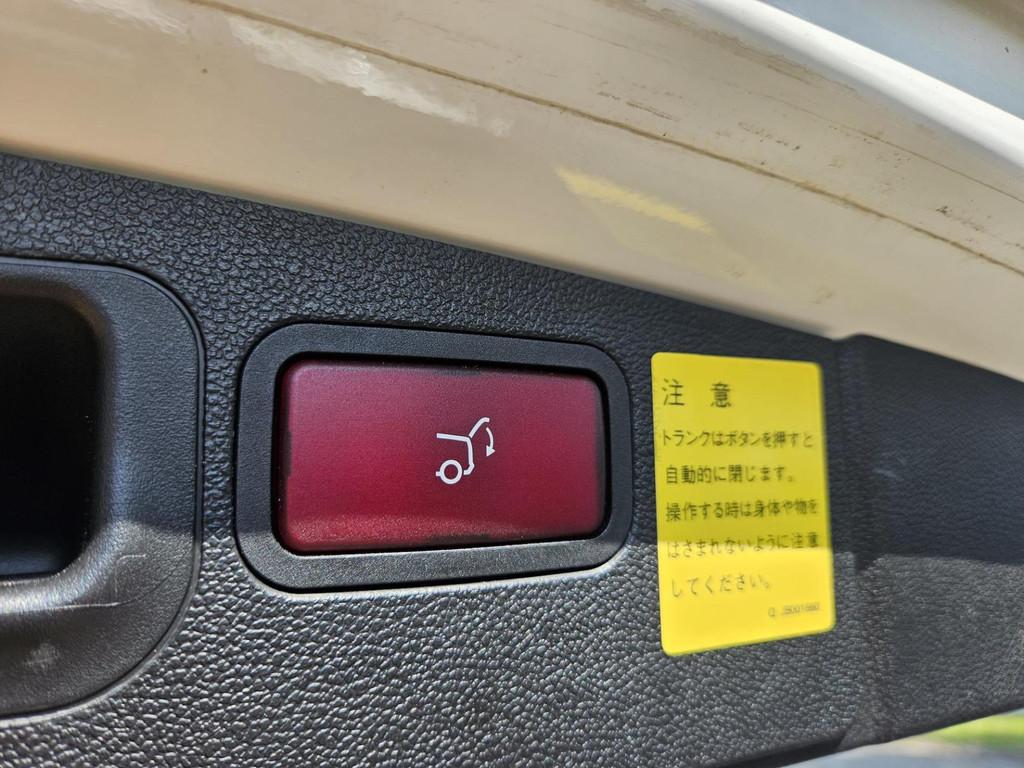 注 意
トランクはボタンを押すと
自動的に閉じます。
操作する時は身体や物を
はさまれないように注意
してください。